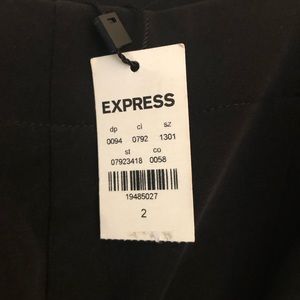 EXPRESS
dp ci sz
0094 0792 1301
st co
07923418 0058
19485027
2